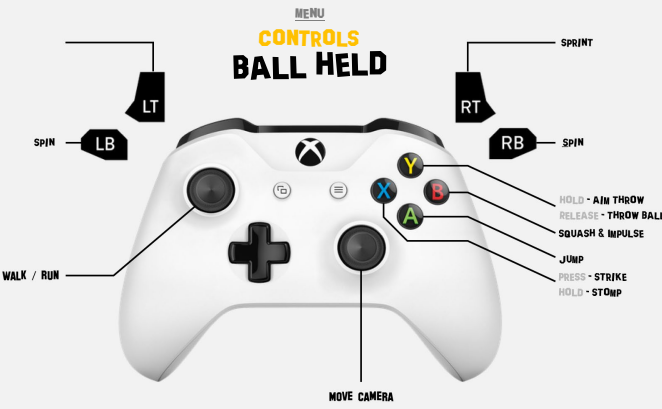 MENU
CONTROLS
BALL HELD
SPRINT
LT
RT
SPIN
LB
RB
SPIN
Y
X
B
A
HOLD - AIM THROW
RELEASE - THROW BALL
SQUASH & IMPULSE
JUMP
WALK / RUN
PRESS - STRIKE
HOLD - STOMP
MOVE CAMERA